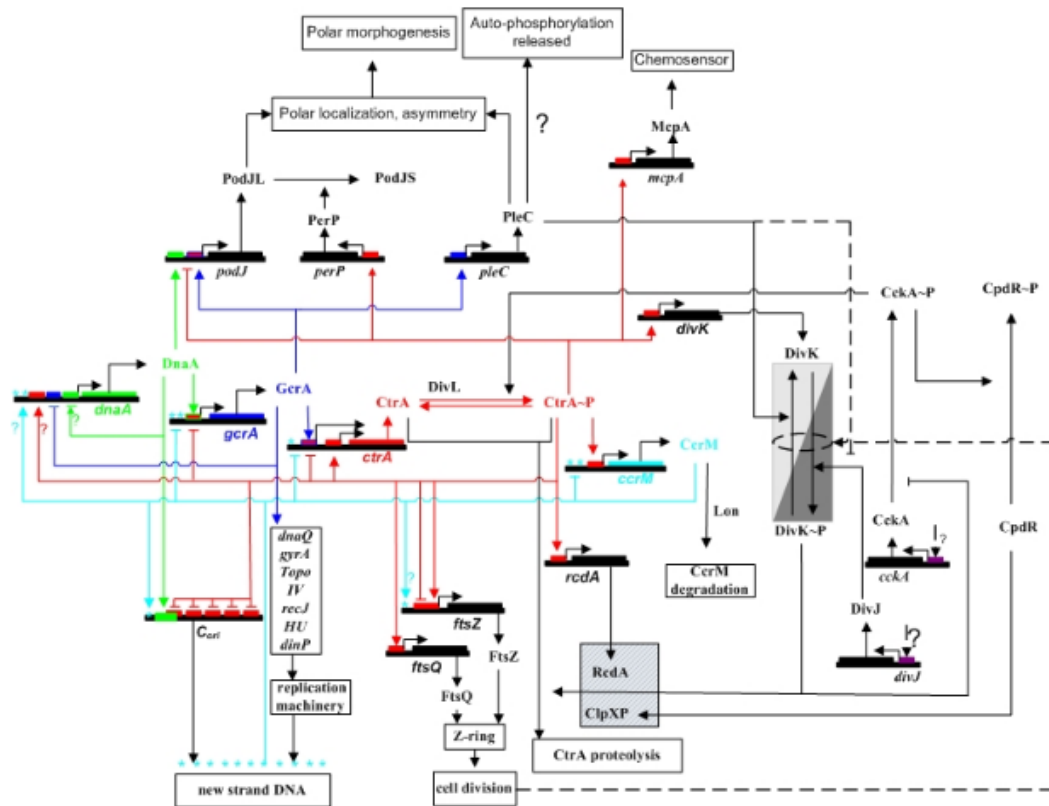 Polar morphogenesis
Auto-phosphorylation
released
Chemosensor
Polar localization, asymmetry
?
McpA
mcpA
PodJL
PodJS
PerP
PleC
podJ
perP
pleC
CckA~P
CpdR~P
divK
DnaA
GcrA
DivL
DivK
dnaA
gcrA
CtrA
CtrA~P
?
?
?
ctrA
CcrM
ccrM
Lon
DivK~P
CckA
CpdR
?
cckA
dnaQ
gyrA
Topo
IV
recJ
HU
dinP
rcdA
CcrM
degradation
?
DivJ
?
Cori
ftsZ
ftsQ
FtsZ
divJ
RcdA
replication
machinery
FtsQ
ClpXP
Z-ring
CtrA proteolysis
new strand DNA
cell division